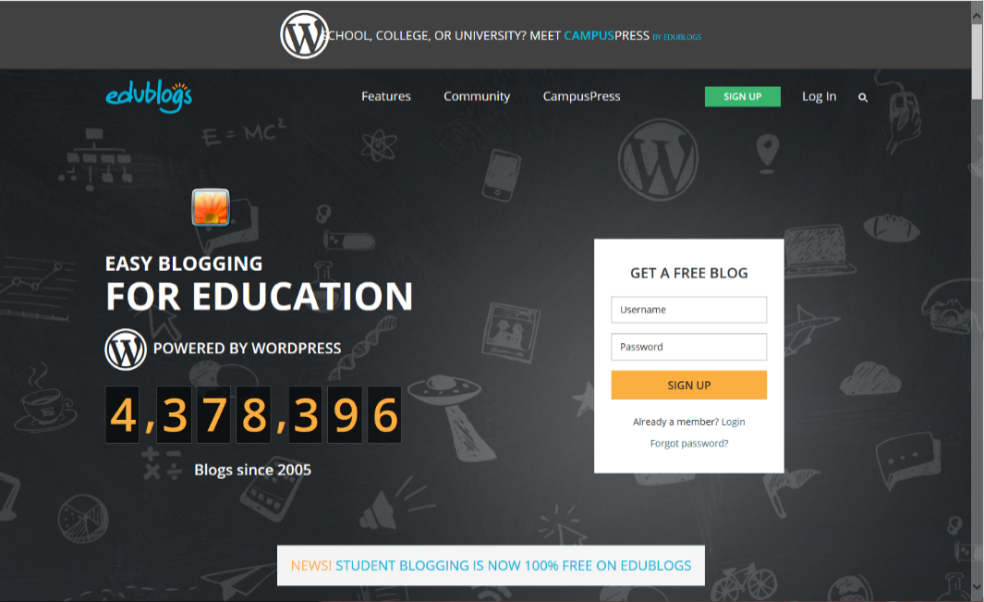 SCHOOL, COLLEGE, OR UNIVERSITY? MEET CAMPUSPRESS BY EDUBLOGS
edublogs
Features Community CampusPress SIGN UP Log In
E = MC²
EASY BLOGGING
FOR EDUCATION
POWERED BY WORDPRESS
4,378,396
Blogs since 2005
GET A FREE BLOG
Username
Password
SIGN UP
Already a member? Login
Forgot password?
NEWS! STUDENT BLOGGING IS NOW 100% FREE ON EDUBLOGS